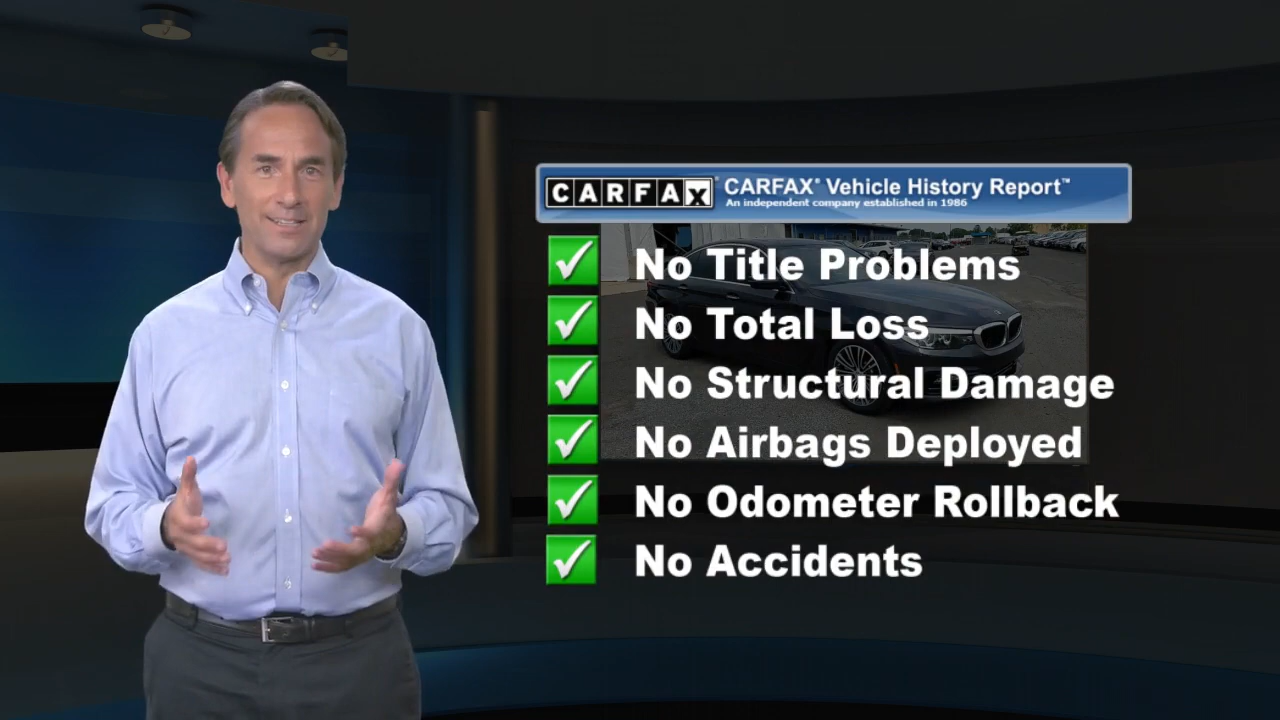 CARFAX® CARFAX® Vehicle History Report™
An independent company established in 1986
No Title Problems
No Total Loss
No Structural Damage
No Airbags Deployed
No Odometer Rollback
No Accidents